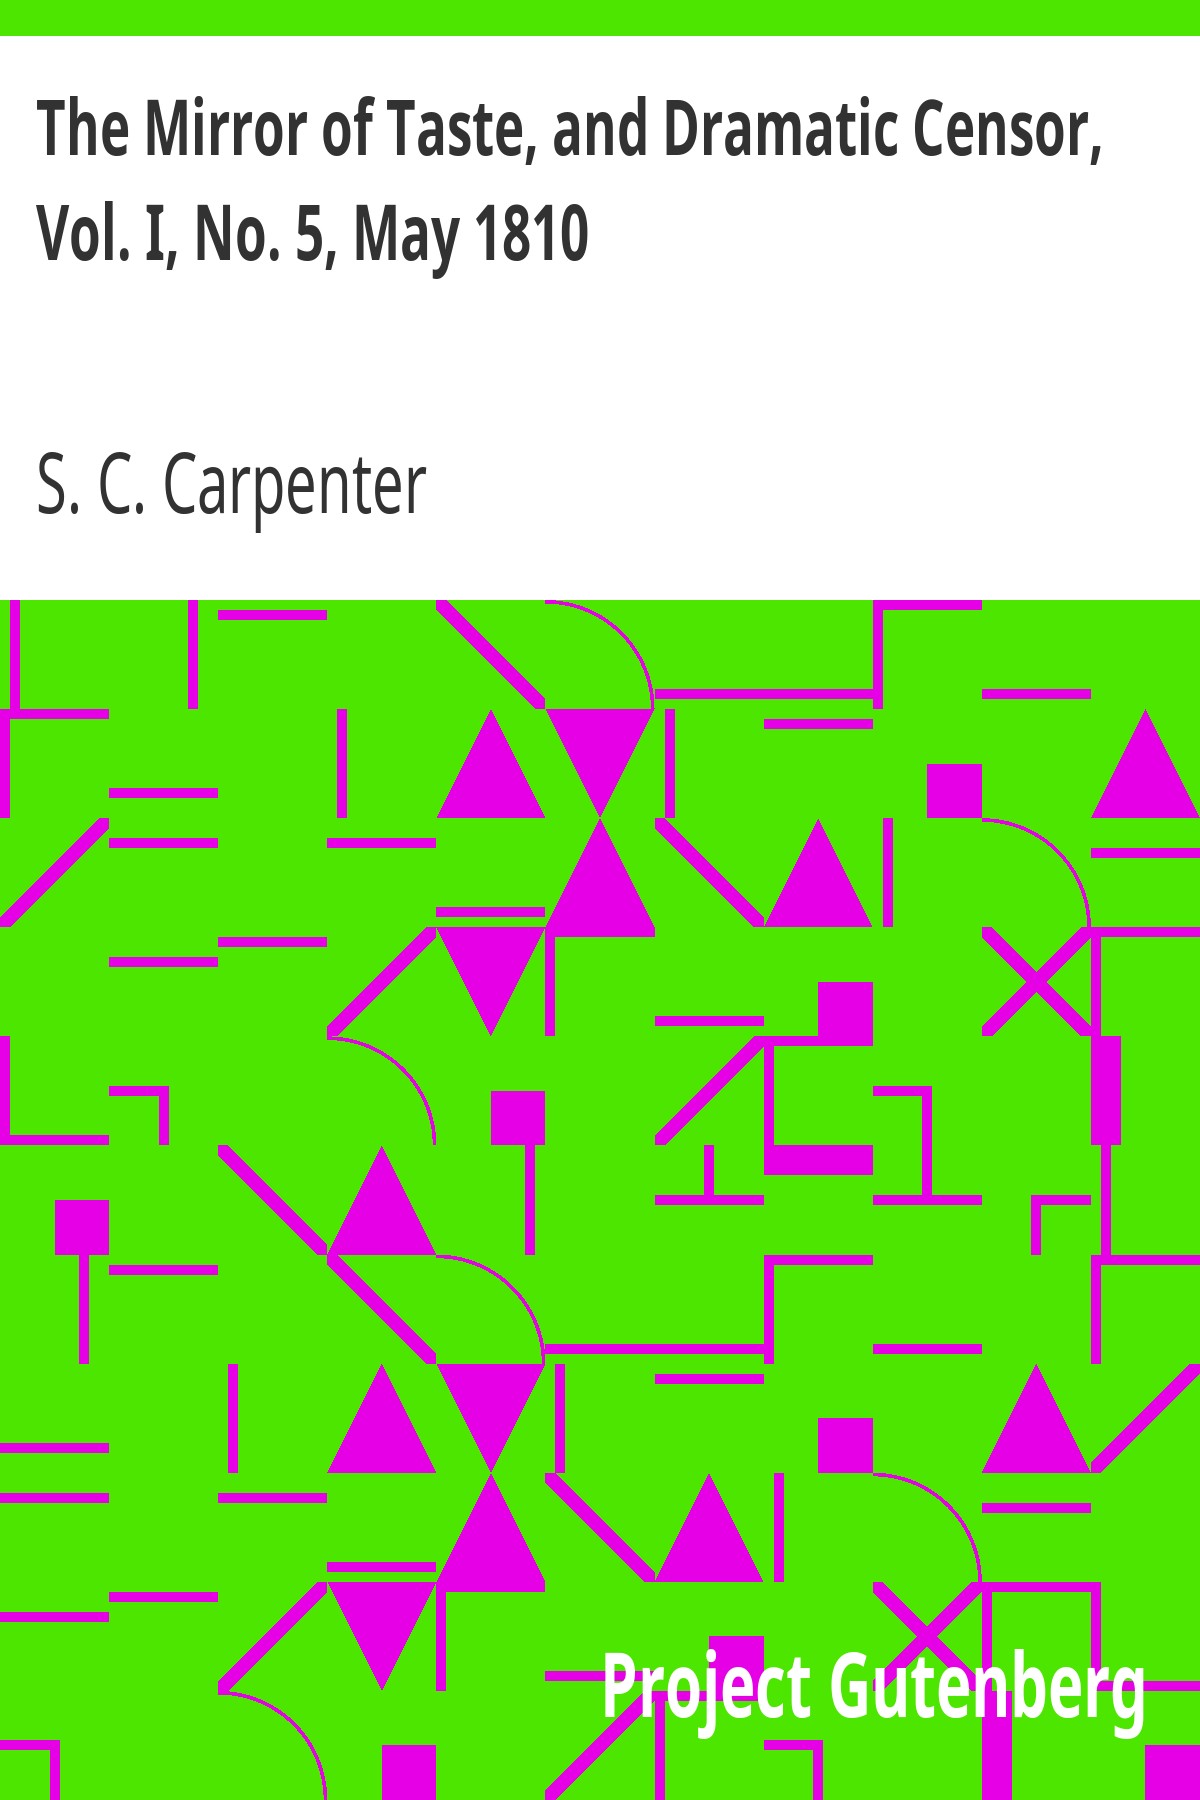 The Mirror of Taste, and Dramatic Censor,
Vol. I, No. 5, May 1810
S. C. Carpenter
Project Gutenberg